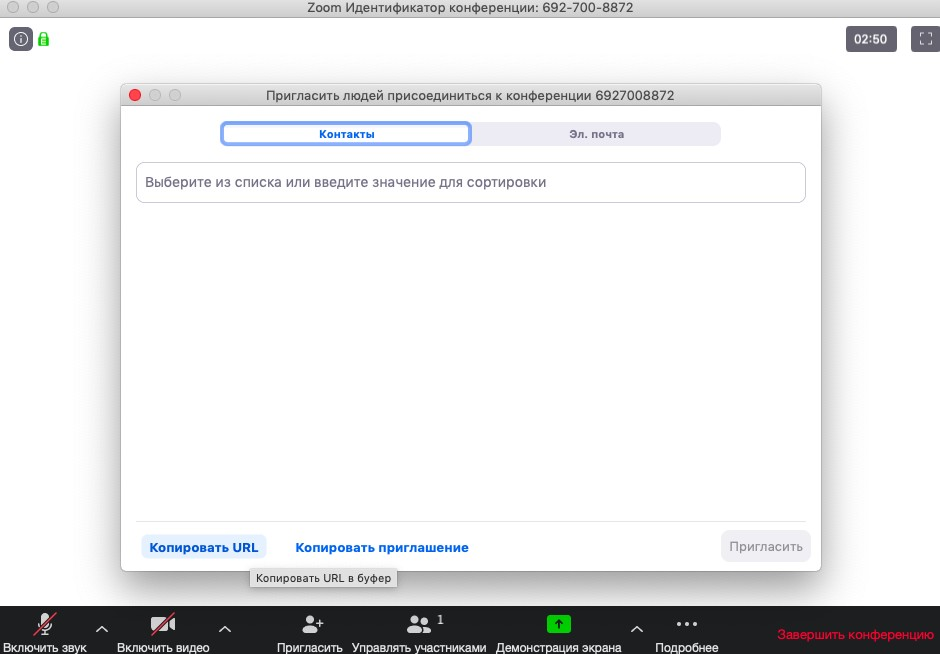 Zoom Идентификатор конференции: 692-700-8872
02:50
Пригласить людей присоединиться к конференции 6927008872
Контакты
Эл. почта
Выберите из списка или введите значение для сортировки
Копировать URL
Копировать приглашение
Пригласить
Копировать URL в буфер
1
Включить звук
Включить видео
Пригласить
Управлять участниками
Демонстрация экрана
Подробнее
Завершить конференцию